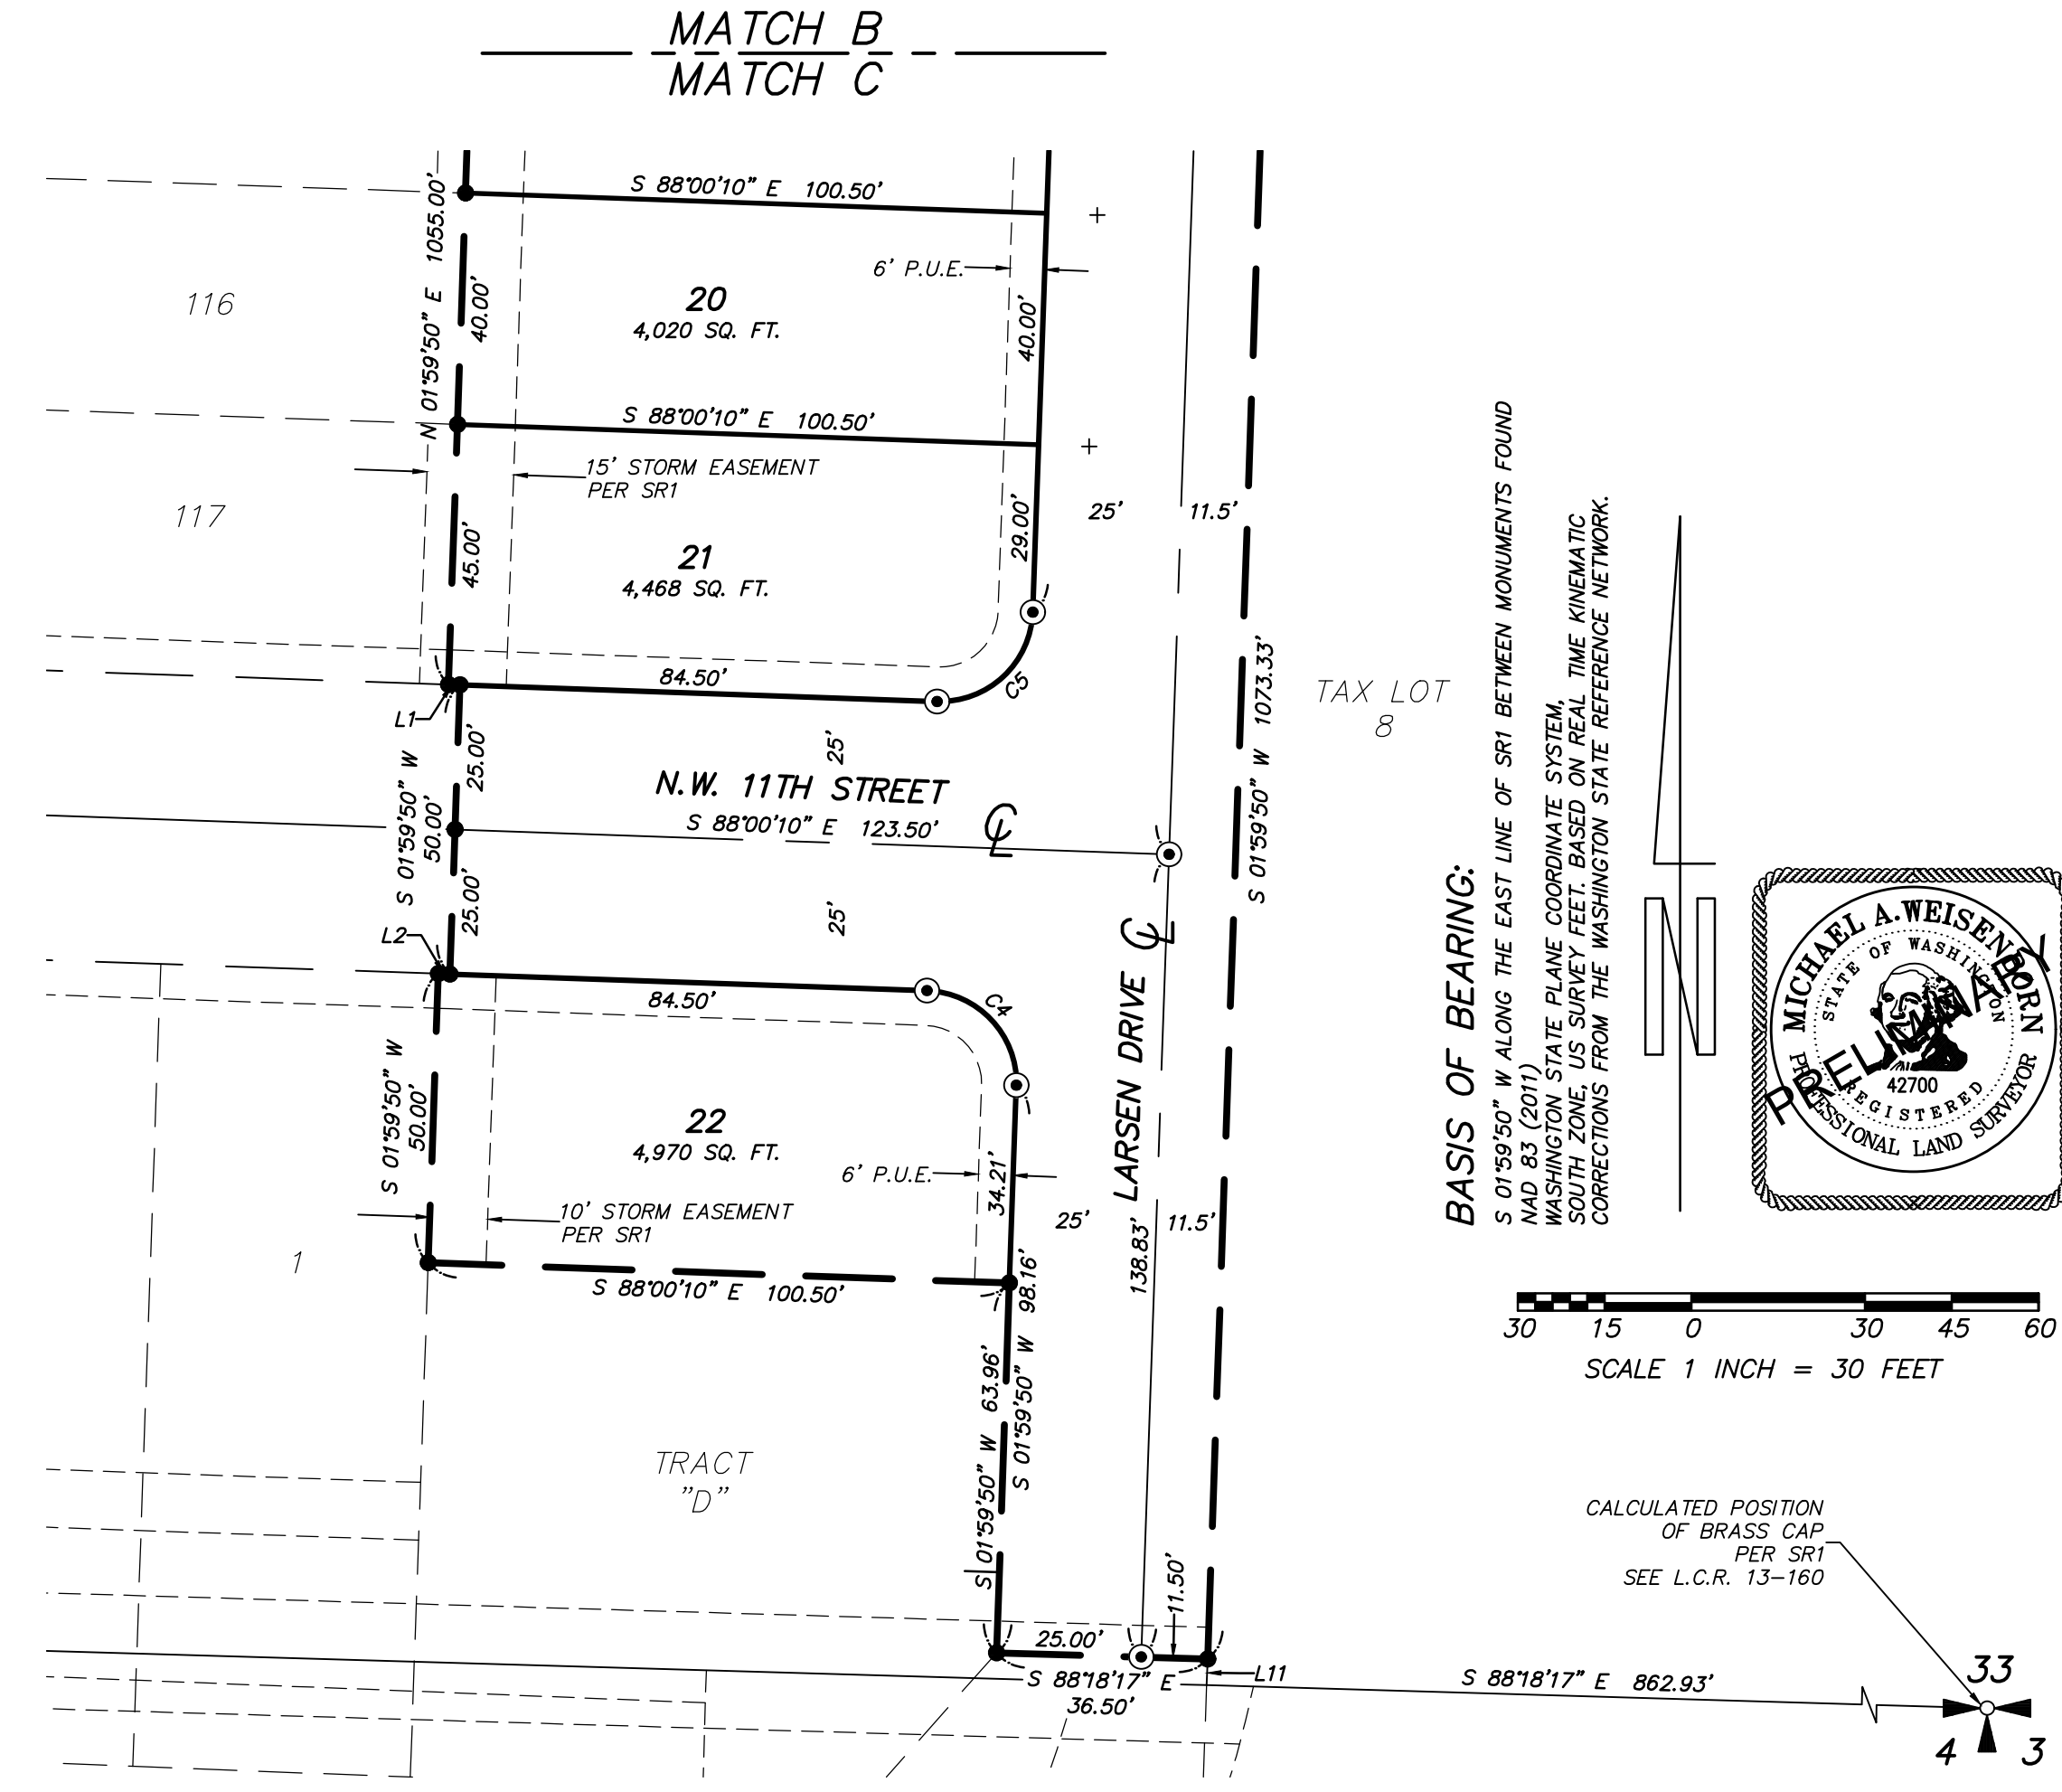 MATCH B
MATCH C
S 88°00'10" E 100.50'
N 01°59'50" E 1055.00'
40.00'
116
20
4,020 SQ. FT.
6' P.U.E.
40.00'
S 88°00'10" E 100.50'
15' STORM EASEMENT
PER SR1
117
45.00'
21
4,468 SQ. FT.
29.00'
25'
11.5'
84.50'
C5
L1
S 01°59'50" W 1073.33'
TAX LOT
8
25.00'
25'
S 01°59'50" W
50.00'
N.W. 11TH STREET
S 88°00'10" E 123.50'
CL
25.00'
25'
L2
CL
84.50'
C4
S 01°59'50" W
50.00'
22
4,970 SQ. FT.
6' P.U.E.
34.21'
LARSEN DRIVE
138.83'
25'
11.5'
10' STORM EASEMENT
PER SR1
1
S 88°00'10" E 100.50'
S 01°59'50" W 98.16'
S 01°59'50" W 63.96'
TRACT
"D"
11.50'
25.00'
S 88°18'17" E
36.50'
L11
S 88°18'17" E 862.93'
BASIS OF BEARING:
S 01°59'50" W ALONG THE EAST LINE OF SR1 BETWEEN MONUMENTS FOUND
NAD 83 (2011)
WASHINGTON STATE PLANE COORDINATE SYSTEM,
SOUTH ZONE, US SURVEY FEET. BASED ON REAL TIME KINEMATIC
CORRECTIONS FROM THE WASHINGTON STATE REFERENCE NETWORK.
N
MICHAEL A. WEISENBORN
STATE OF WASHINGTON
PRELIMINARY
42700
REGISTERED
PROFESSIONAL LAND SURVEYOR
30 15 0 30 45 60
SCALE 1 INCH = 30 FEET
CALCULATED POSITION
OF BRASS CAP
PER SR1
SEE L.C.R. 13-160
33
4 3